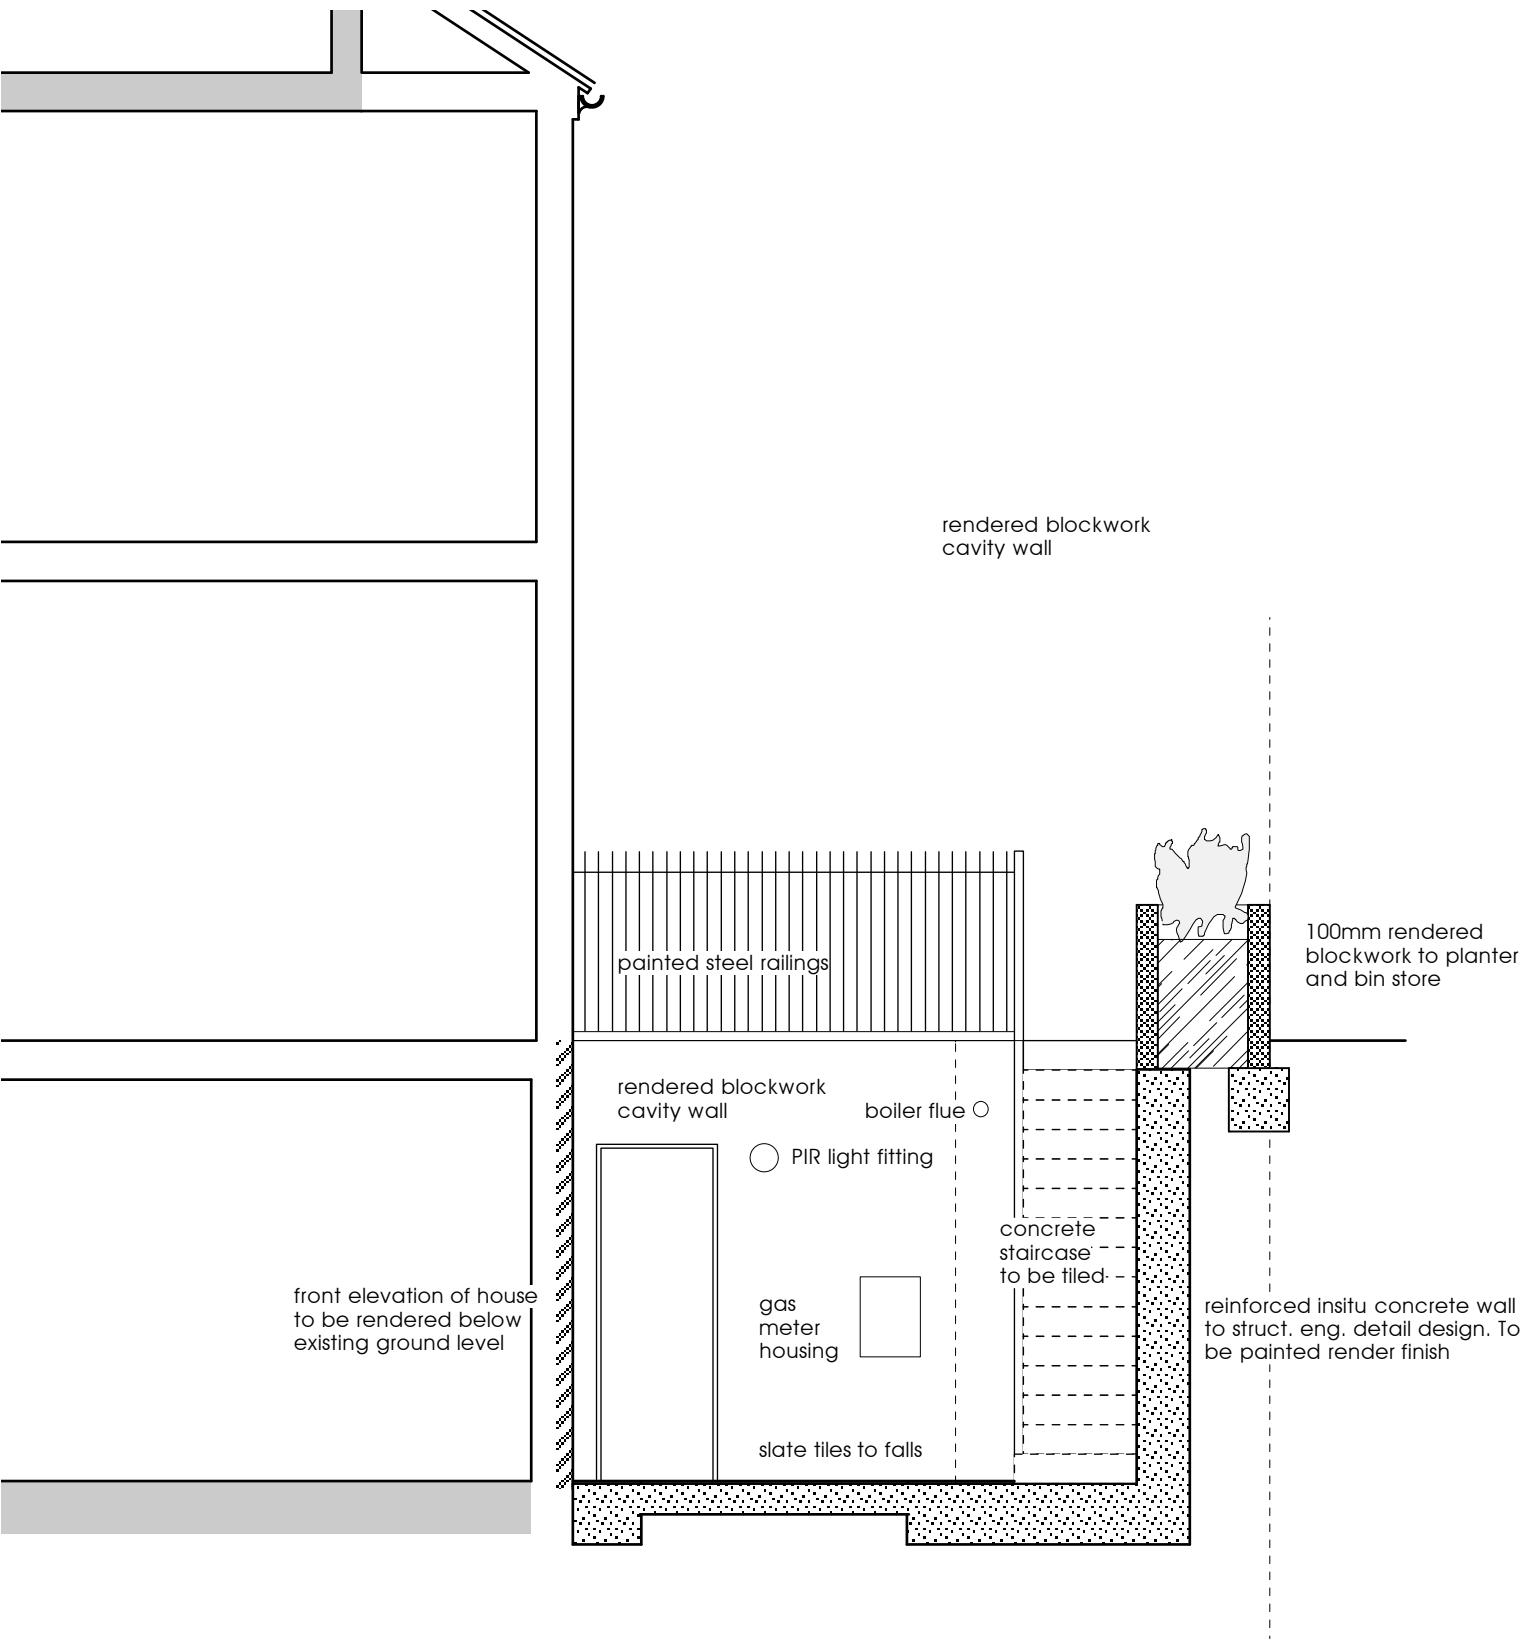 rendered blockwork
cavity wall
100mm rendered
blockwork to planter
and bin store
painted steel railings
rendered blockwork
cavity wall
boiler flue
PIR light fitting
concrete
staircase
to be tiled
front elevation of house
to be rendered below
existing ground level
gas
meter
housing
reinforced insitu concrete wall
to struct. eng. detail design. To
be painted render finish
slate tiles to falls